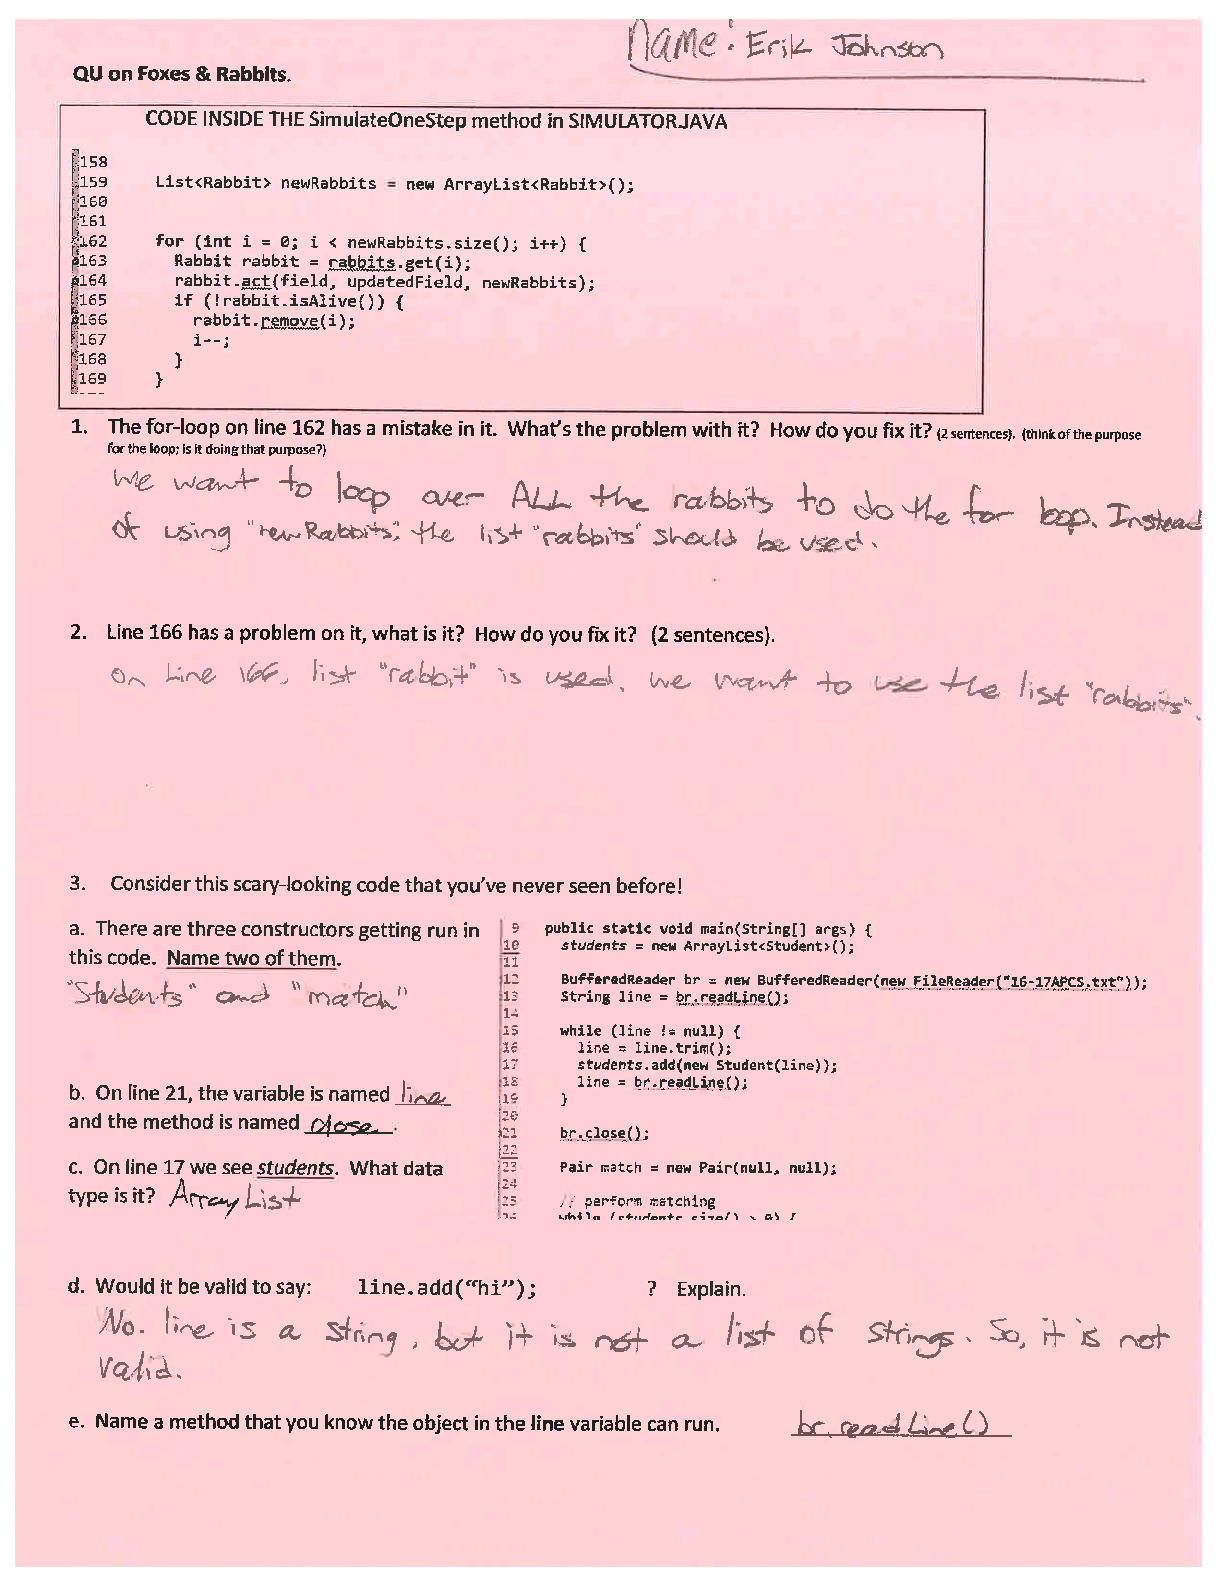 Name: Erik Johnson
QU on Foxes & Rabbits.
CODE INSIDE THE SimulateOneStep method in SIMULATOR.JAVA
158
159 List<Rabbit> newRabbits = new ArrayList<Rabbit>();
160
161
162 for (int i = 0; i < newRabbits.size(); i++) {
163 Rabbit rabbit = rabbits.get(i);
164 rabbit.act(field, updatedField, newRabbits);
165 if (!rabbit.isAlive()) {
166 rabbit.remove(i);
167 i--;
168 }
169 }
1. The for-loop on line 162 has a mistake in it. What's the problem with it? How do you fix it? (2 sentences). (think of the purpose
for the loop; is it doing that purpose?)
We want to loop over ALL the rabbits to do the for loop. Instead
of using "newRabbits", the list "rabbits" should be used.
2. Line 166 has a problem on it, what is it? How do you fix it? (2 sentences).
On Line 166, list "rabbit" is used. We want to use the list "rabbits".
3. Consider this scary-looking code that you've never seen before!
a. There are three constructors getting run in
this code. Name two of them.
"Students" and "match"
b. On line 21, the variable is named line
and the method is named close.
c. On line 17 we see students. What data
type is it? ArrayList
9 public static void main(String[] args) {
10 students = new ArrayList<Student>();
11
12 BufferedReader br = new BufferedReader(new FileReader("16-17APCS.txt"));
13 String line = br.readLine();
14
15 while (line != null) {
16 line = line.trim();
17 students.add(new Student(line));
18 line = br.readLine();
19 }
20
21 br.close();
22
23 Pair match = new Pair(null, null);
24
25 // perform matching
26 while (students.size() > 0) {
d. Would it be valid to say: line.add("hi"); ? Explain.
No. line is a string, but it is not a list of strings. So, it is not
valid.
e. Name a method that you know the object in the line variable can run. br.readLine()